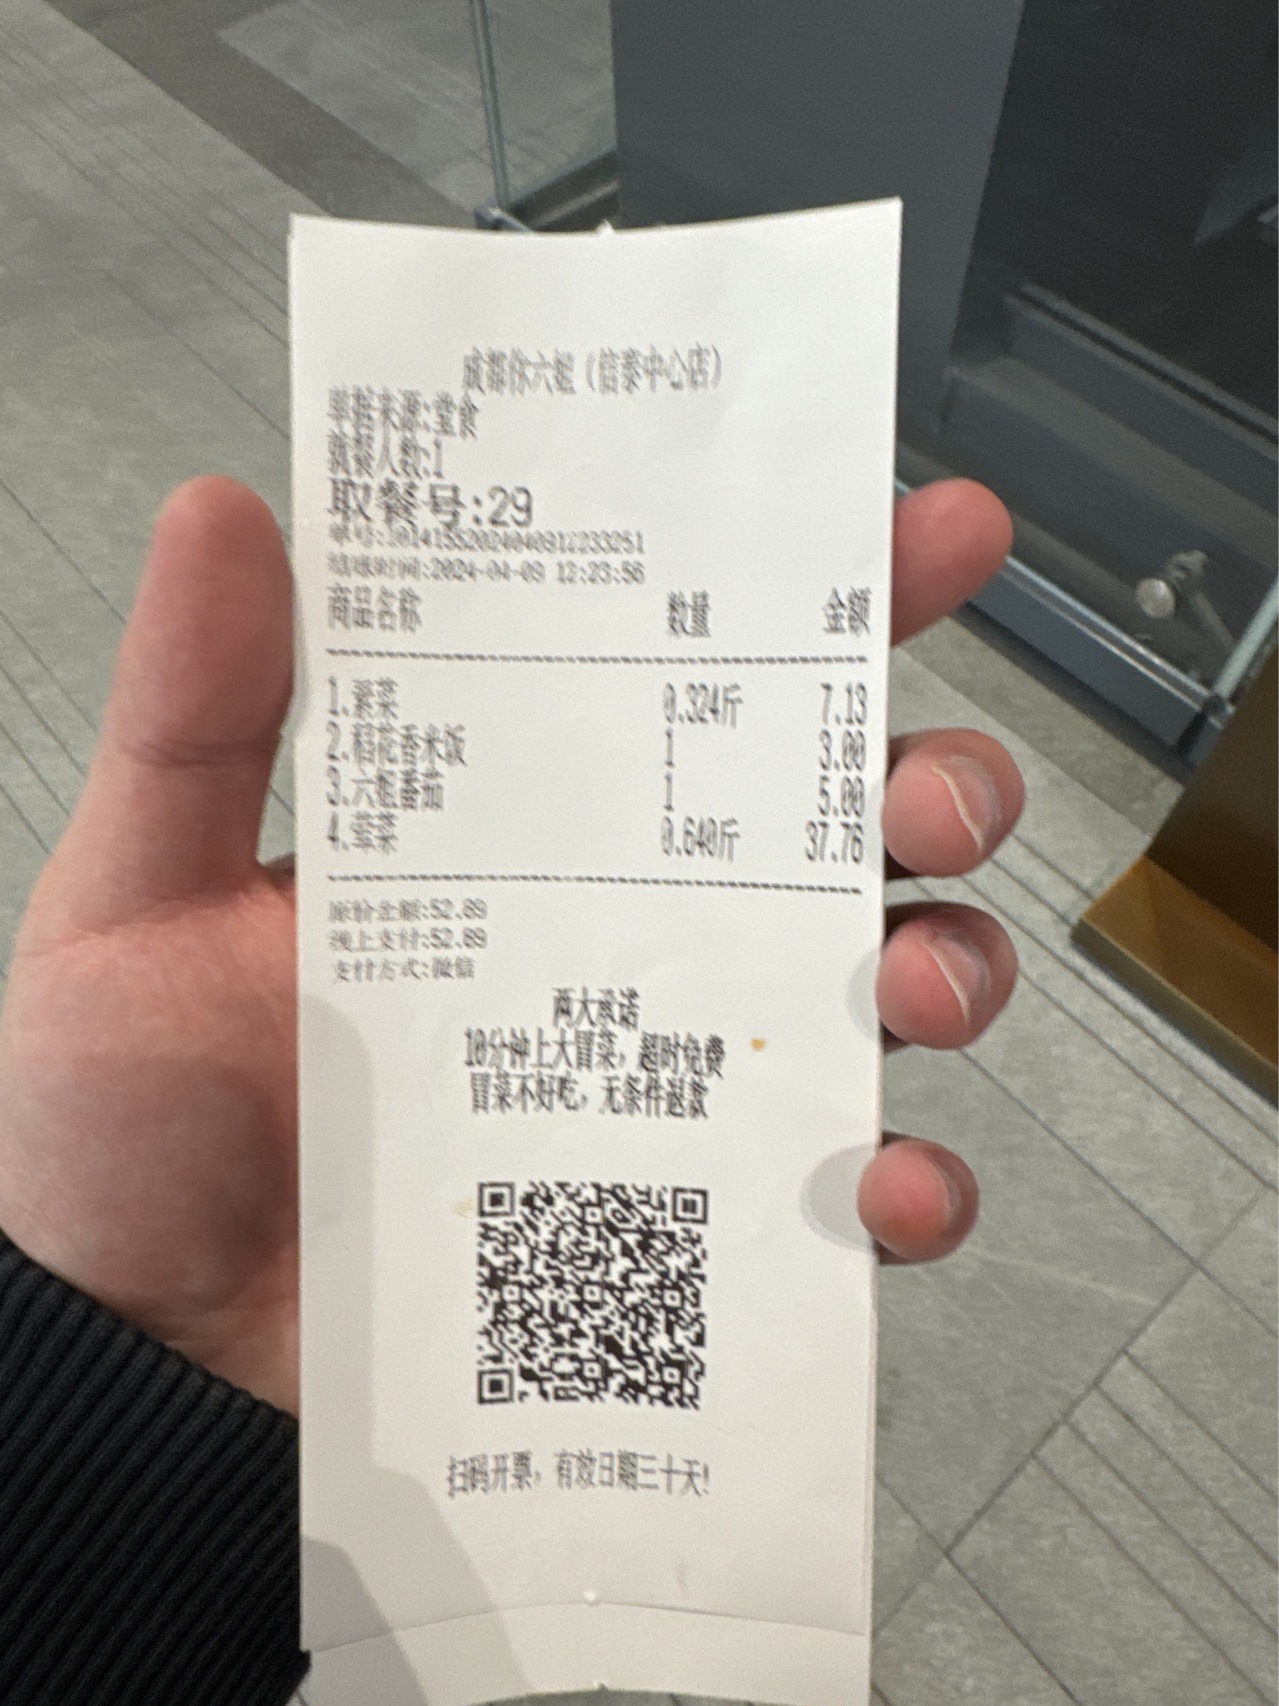 成都你六姐（信泰中心店）
单据来源:堂食
就餐人数:1
取餐号:29
单号:
结账时间:2024-04-09 12:23:56
商品名称 数量 金额
1.素菜 0.324斤 7.13
2.稻花香米饭 1 3.00
3.六姐番茄 1 5.00
4.荤菜 0.640斤 37.76
原价金额:52.89
线上支付:52.89
支付方式:微信
两大承诺
10分钟上大冒菜，超时免费
冒菜不好吃，无条件退款
扫码开票，有效日期三十天!